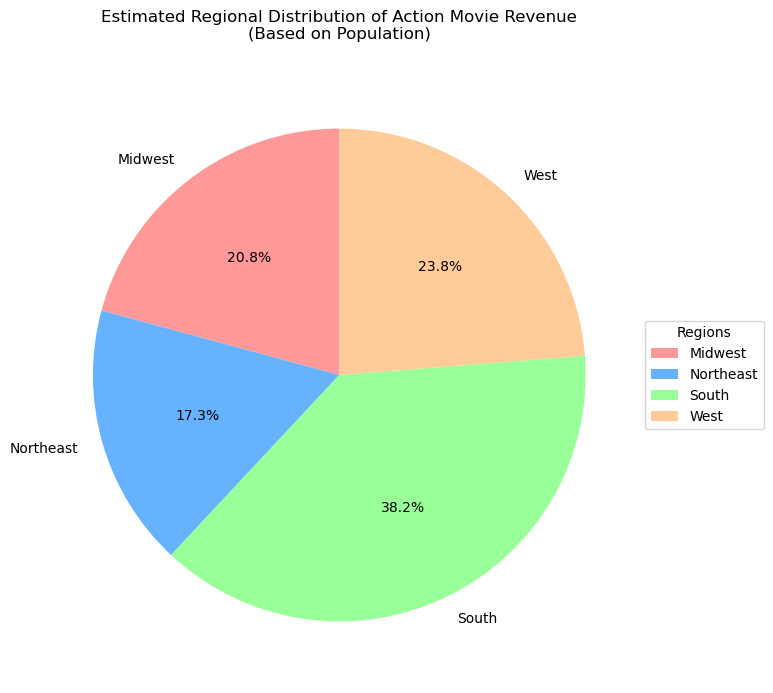 Estimated Regional Distribution of Action Movie Revenue
(Based on Population)
Midwest
West
20.8%
23.8%
Regions
Midwest
Northeast
South
West
17.3%
Northeast
38.2%
South